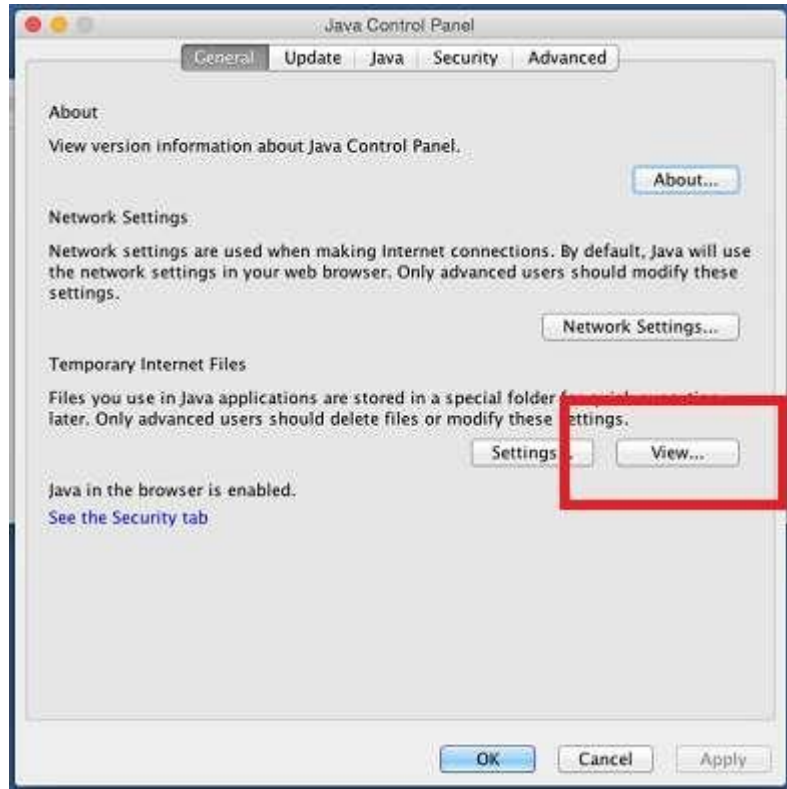 Java Control Panel
General Update Java Security Advanced
About
View version information about Java Control Panel.
About...
Network Settings
Network settings are used when making Internet connections. By default, Java will use
the network settings in your web browser. Only advanced users should modify these
settings.
Network Settings...
Temporary Internet Files
Files you use in Java applications are stored in a special folder
later. Only advanced users should delete files or modify these settings.
Settings... View...
Java in the browser is enabled.
See the Security tab
OK Cancel Apply